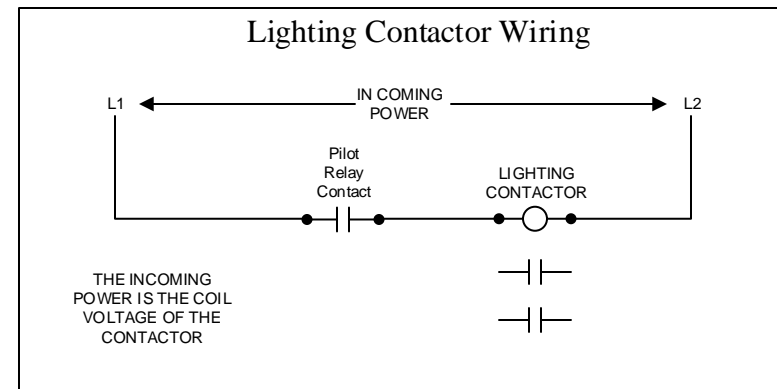 Lighting Contactor Wiring
L1
IN COMING
POWER
L2
Pilot
Relay
Contact
LIGHTING
CONTACTOR
THE INCOMING
POWER IS THE COIL
VOLTAGE OF THE
CONTACTOR